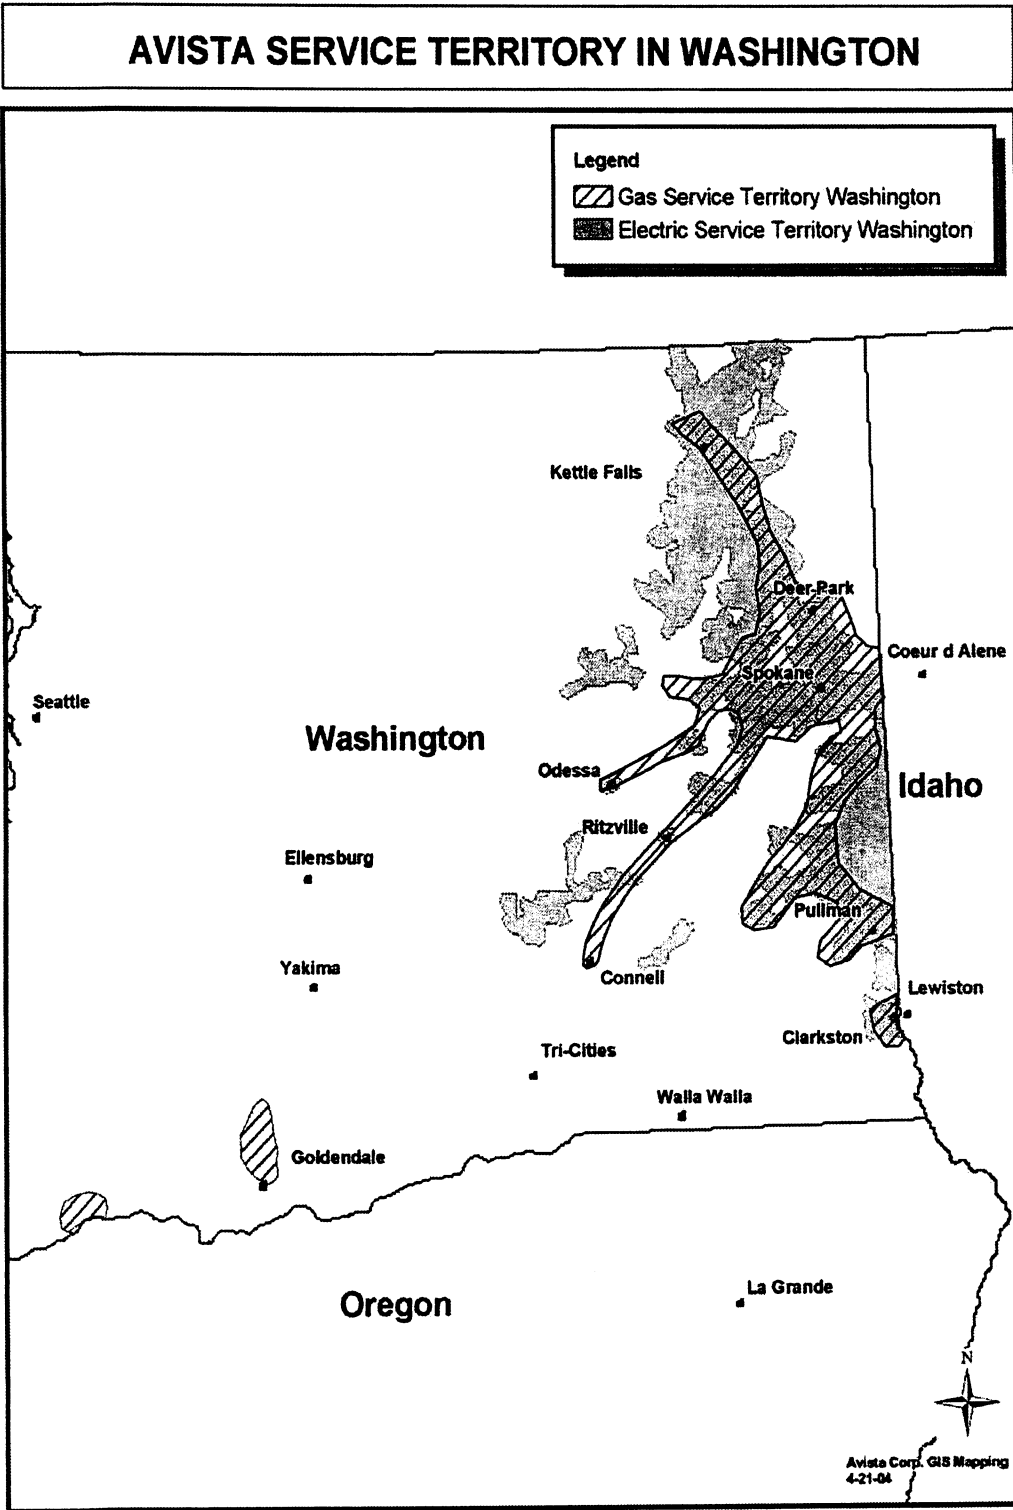 AVISTA SERVICE TERRITORY IN WASHINGTON
Legend
Gas Service Territory Washington
Electric Service Territory Washington
Kettle Falls
Deer Park
Coeur d Alene
Spokane
Seattle
Washington
Odessa
Idaho
Ritzville
Ellensburg
Pullman
Yakima
Connell
Lewiston
Clarkston
Tri-Cities
Walla Walla
Goldendale
La Grande
Oregon
N
Avista Corp. GIS Mapping
4-21-04